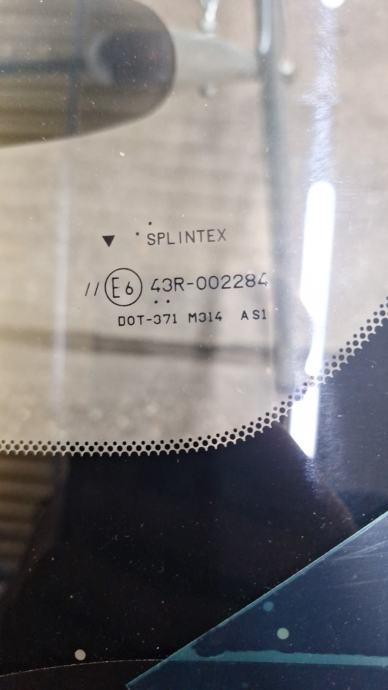 SPLINTEX
// E6 43R-002284
DOT-371 M314 AS1